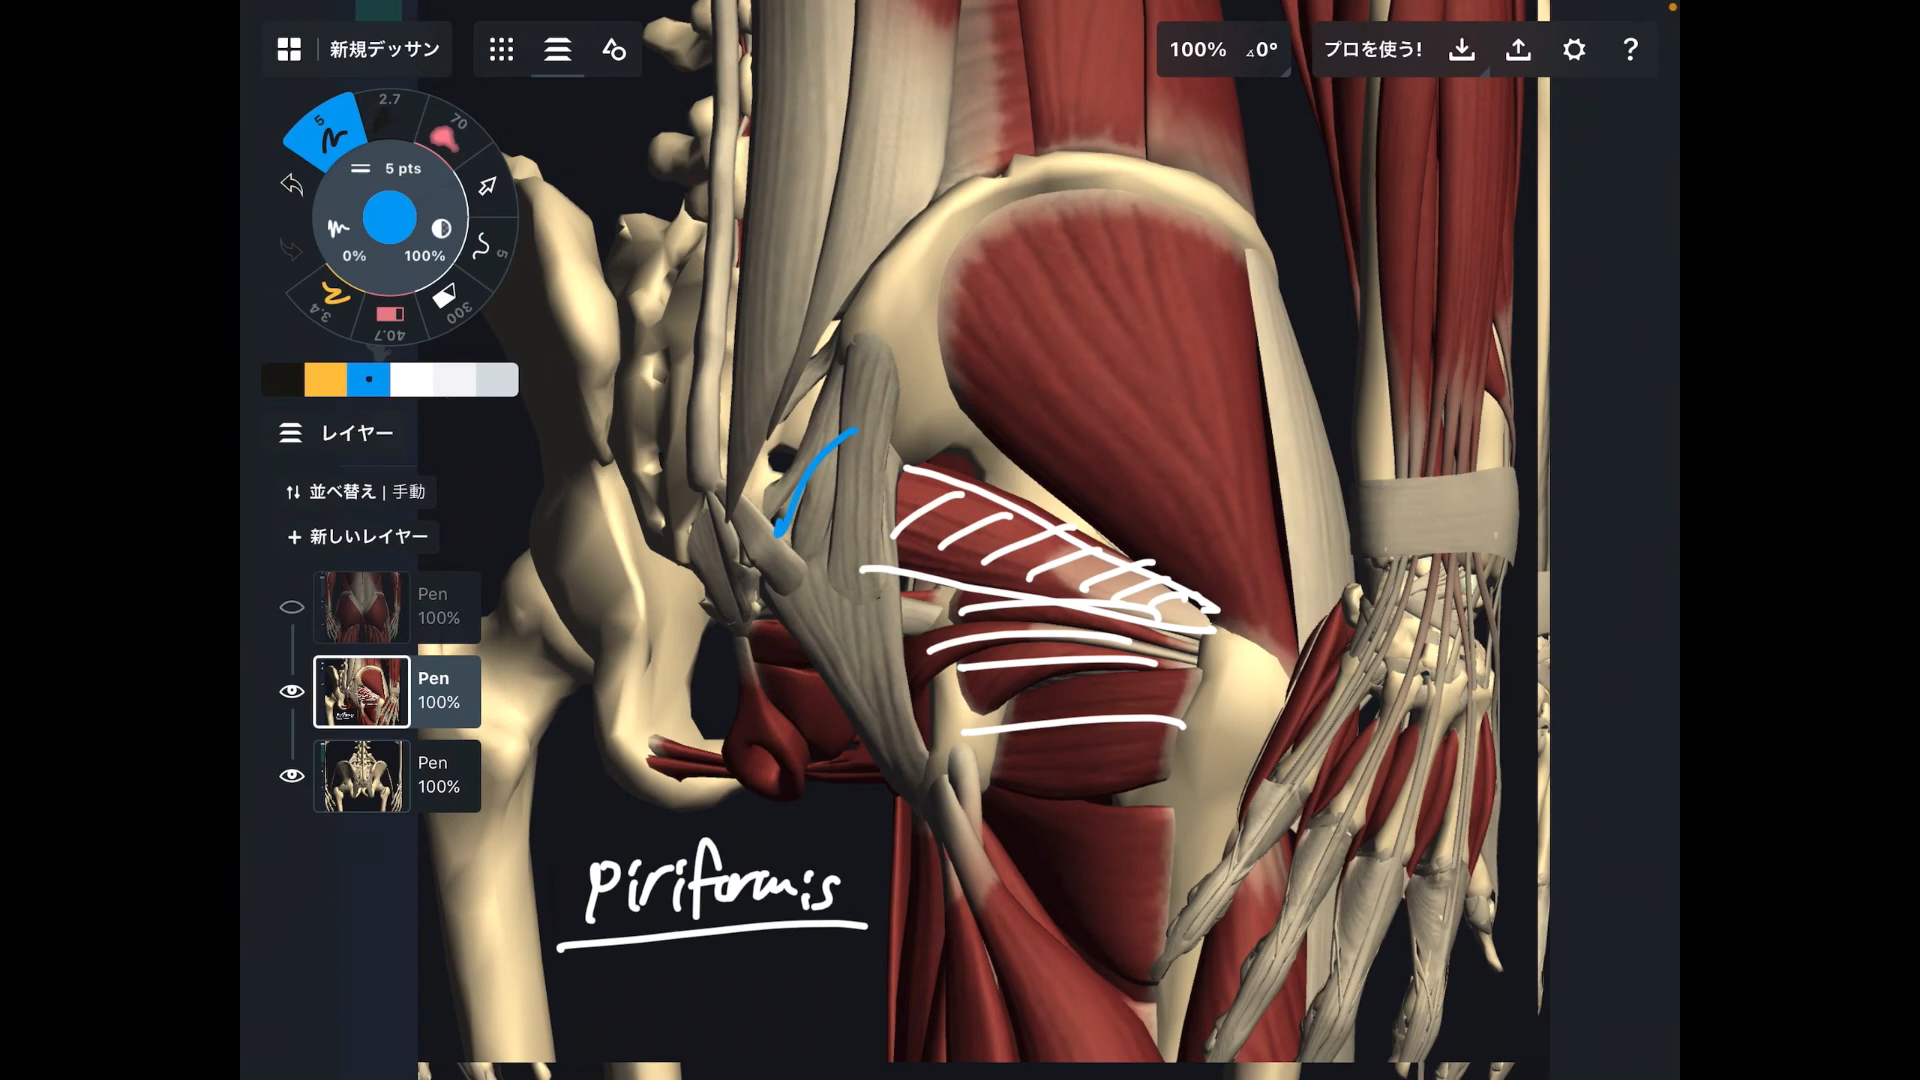 新規デッサン
100% ⊿0°
プロを使う!
?
2.7
5
70
5 pts
5
0% 100%
300
40.7
3.4
レイヤー
並べ替え | 手動
+ 新しいレイヤー
Pen
100%
Pen
100%
Pen
100%
piriformis